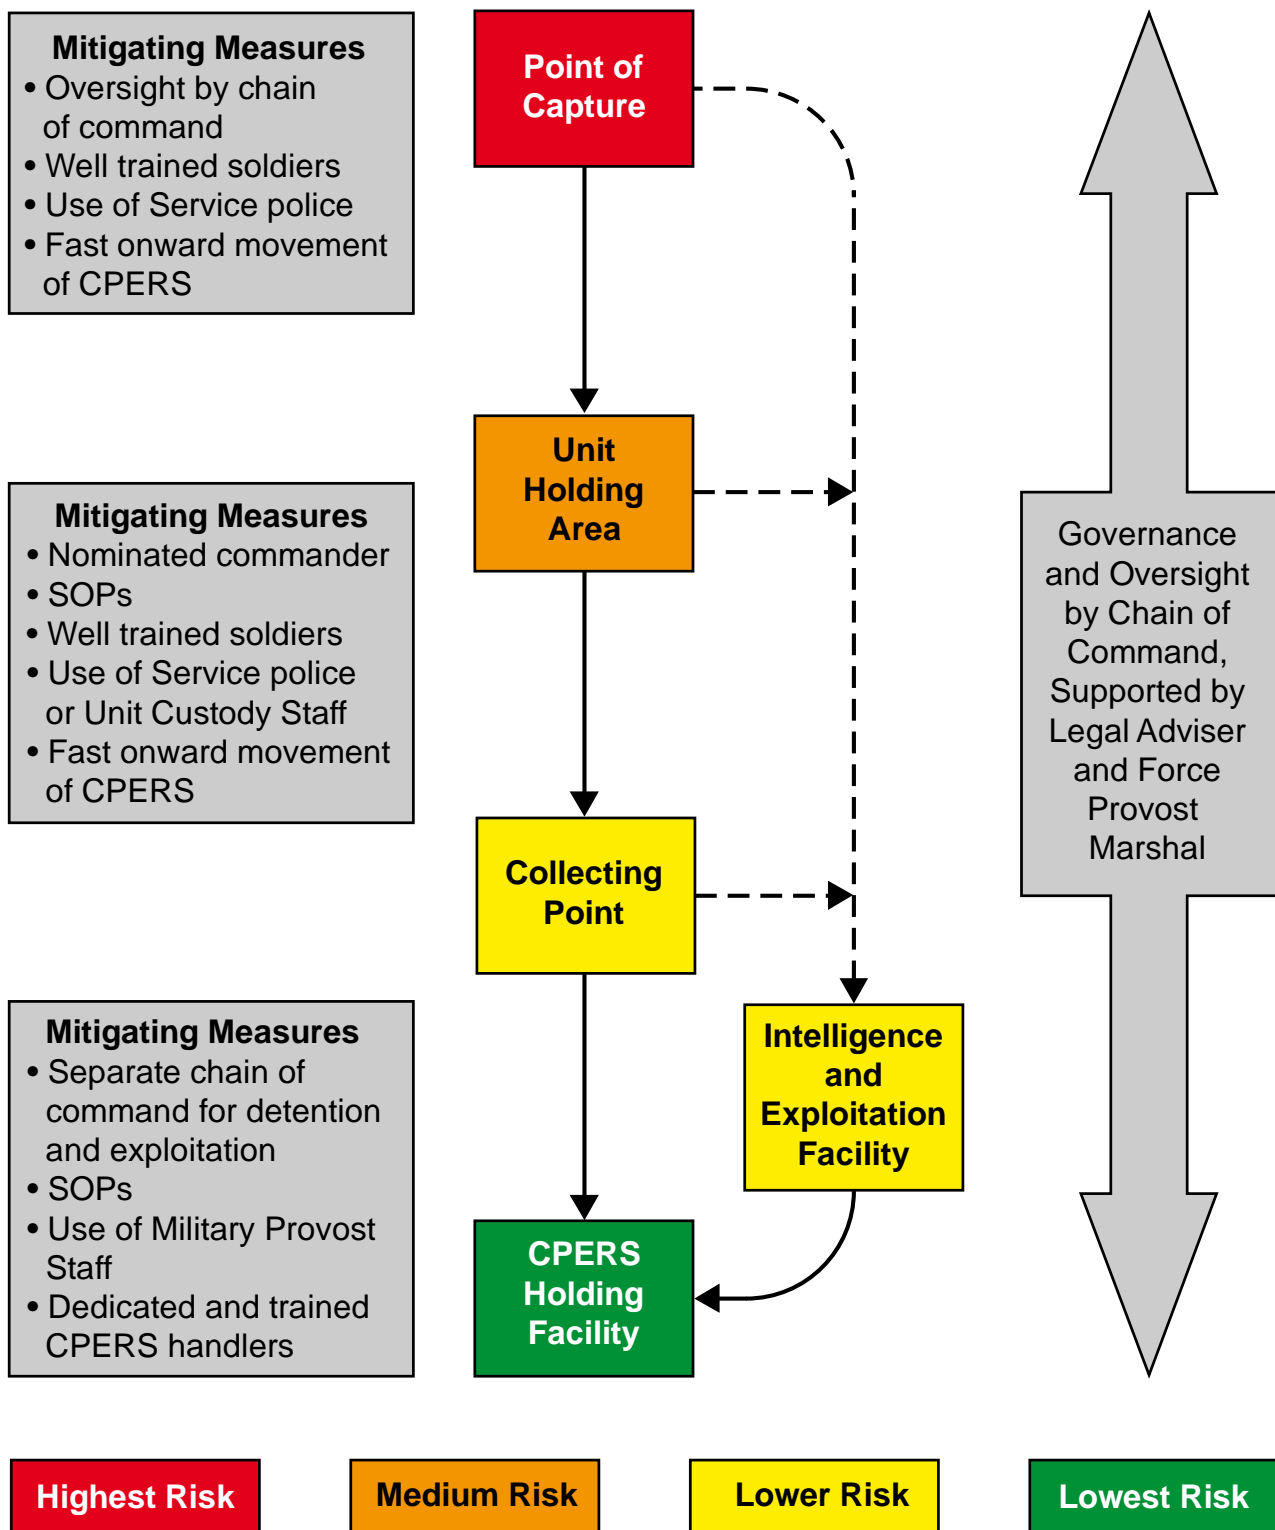 Mitigating Measures
• Oversight by chain
of command
• Well trained soldiers
• Use of Service police
• Fast onward movement
of CPERS
Point of
Capture
Unit
Holding
Area
Mitigating Measures
• Nominated commander
• SOPs
• Well trained soldiers
• Use of Service police
or Unit Custody Staff
• Fast onward movement
of CPERS
Governance
and Oversight
by Chain of
Command,
Supported by
Legal Adviser
and Force
Provost
Marshal
Collecting
Point
Mitigating Measures
• Separate chain of
command for detention
and exploitation
• SOPs
• Use of Military Provost
Staff
• Dedicated and trained
CPERS handlers
Intelligence
and
Exploitation
Facility
CPERS
Holding
Facility
Highest Risk
Medium Risk
Lower Risk
Lowest Risk